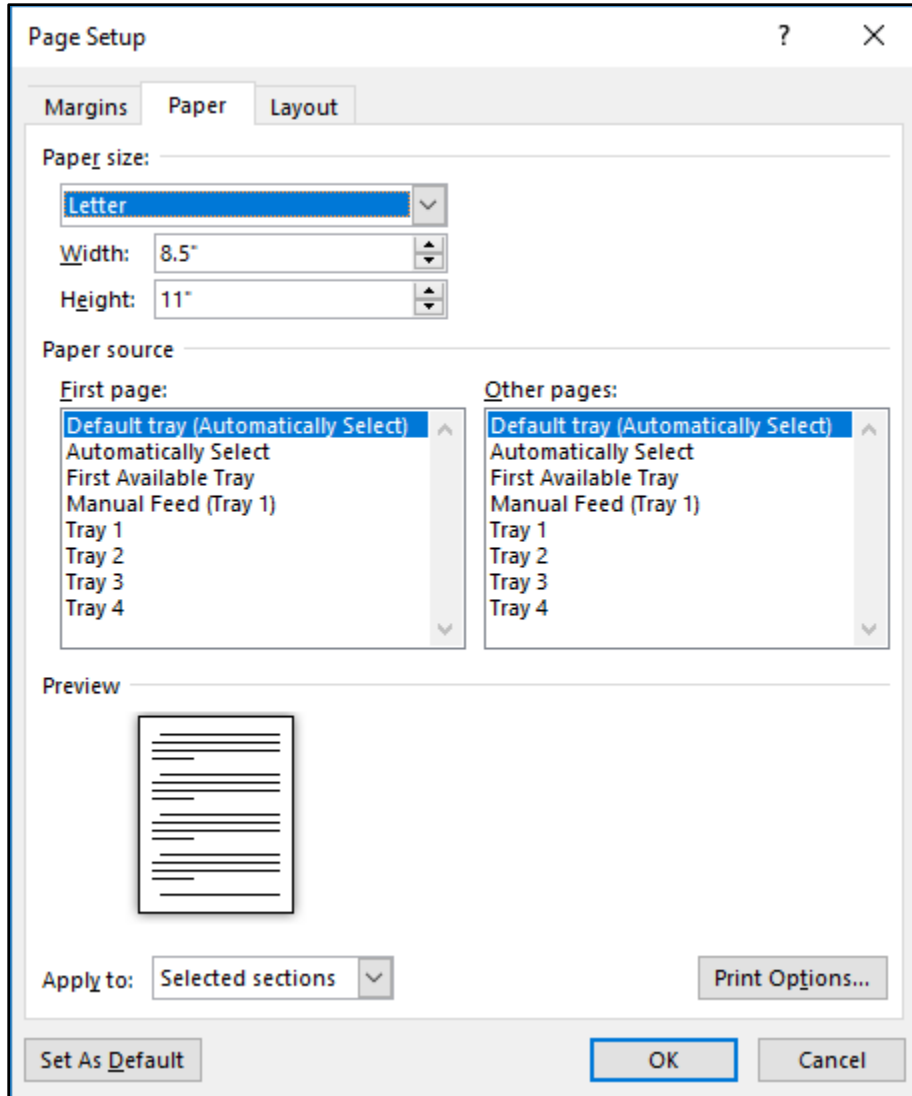 Page Setup
?
Margins Paper Layout
Paper size:
Letter
Width: 8.5"
Height: 11"
Paper source
First page:
Default tray (Automatically Select)
Automatically Select
First Available Tray
Manual Feed (Tray 1)
Tray 1
Tray 2
Tray 3
Tray 4
Other pages:
Default tray (Automatically Select)
Automatically Select
First Available Tray
Manual Feed (Tray 1)
Tray 1
Tray 2
Tray 3
Tray 4
Preview
Apply to: Selected sections
Print Options...
Set As Default
OK
Cancel